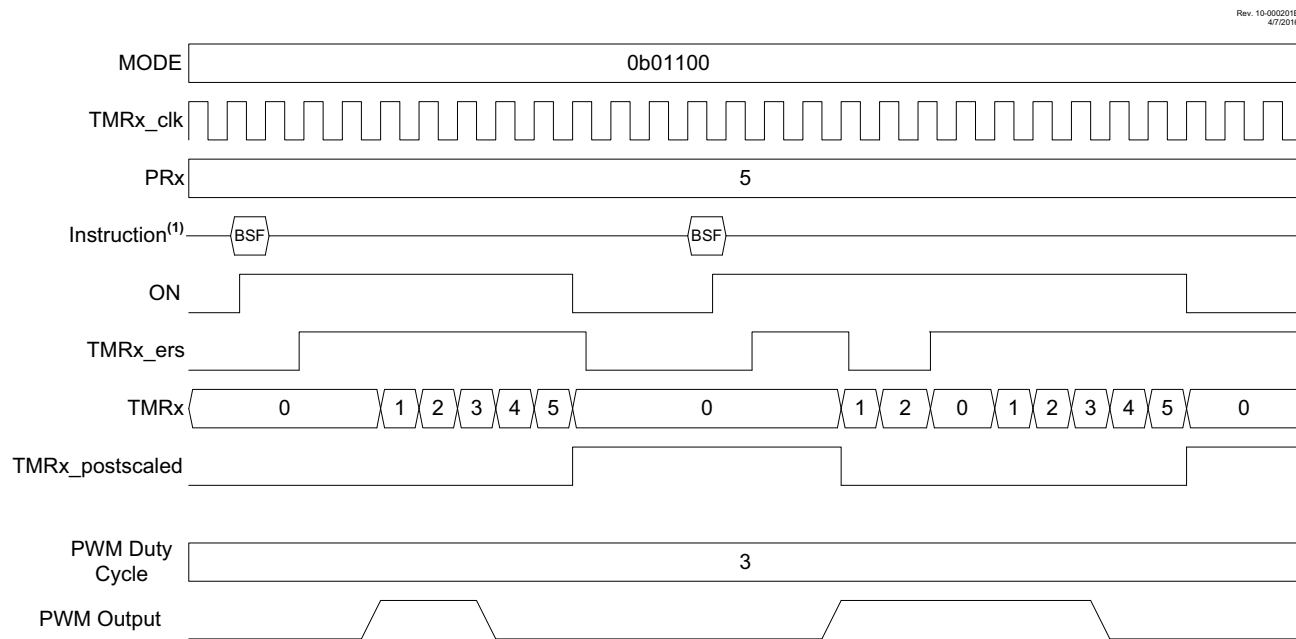 Rev. 10-000201B
4/7/2016
MODE 0b01100
TMRx_clk
PRx 5
Instruction(1) BSF BSF
ON
TMRx_ers
TMRx 0 1 2 3 4 5 0 1 2 0 1 2 3 4 5 0
TMRx_postscaled
PWM Duty
Cycle 3
PWM Output